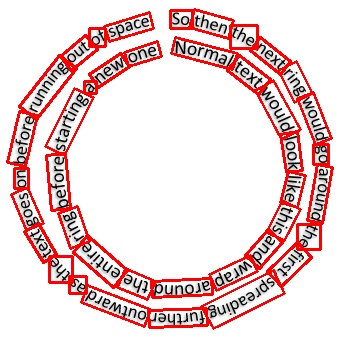 Normal text would look like this and wrap around the entire ring before starting a new one
So then the next ring would go around the first spreading further outward as the text goes on before running out of space